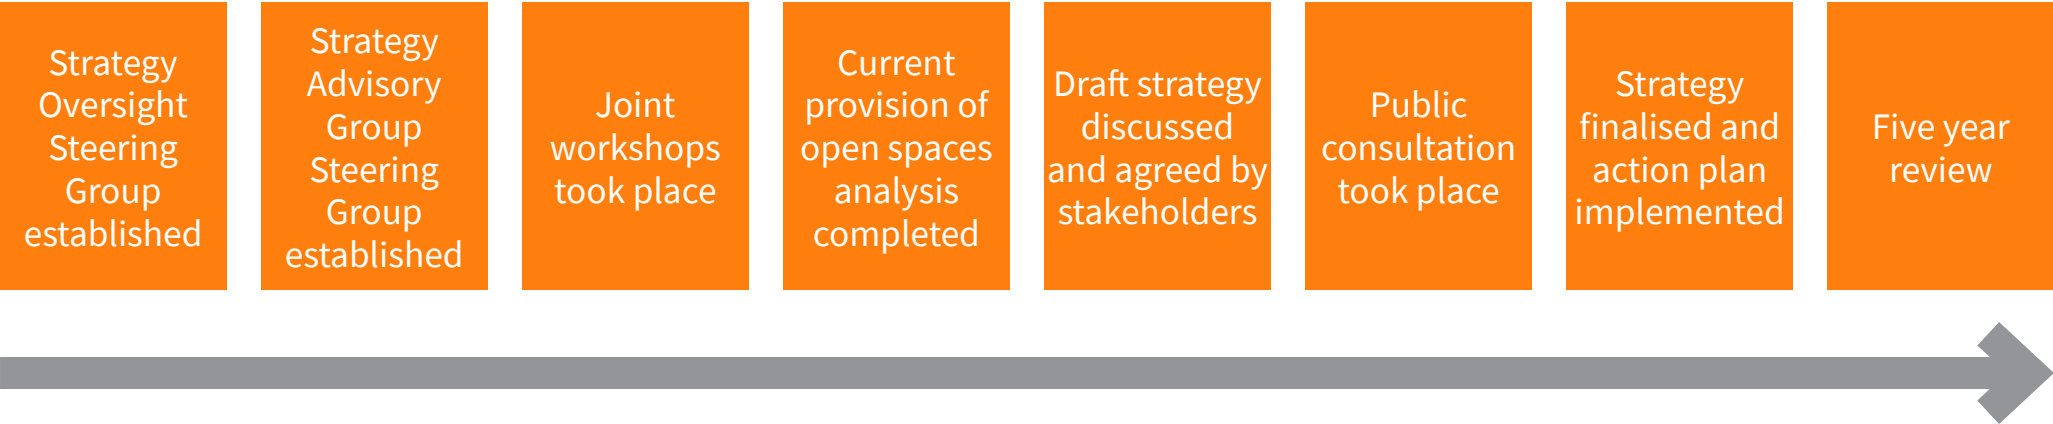 Strategy
Oversight
Steering
Group
established
Strategy
Advisory
Group
Steering
Group
established
Joint
workshops
took place
Current
provision of
open spaces
analysis
completed
Draft strategy
discussed
and agreed by
stakeholders
Public
consultation
took place
Strategy
finalised and
action plan
implemented
Five year
review